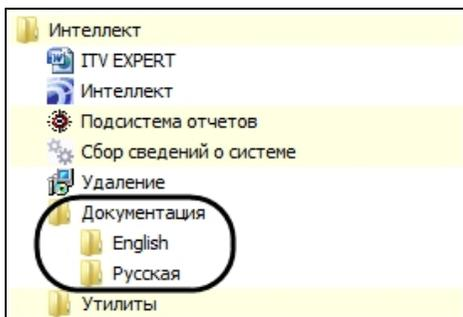 Интеллект
ITV EXPERT
Интеллект
Подсистема отчетов
Сбор сведений о системе
Удаление
Документация
English
Русская
Утилиты